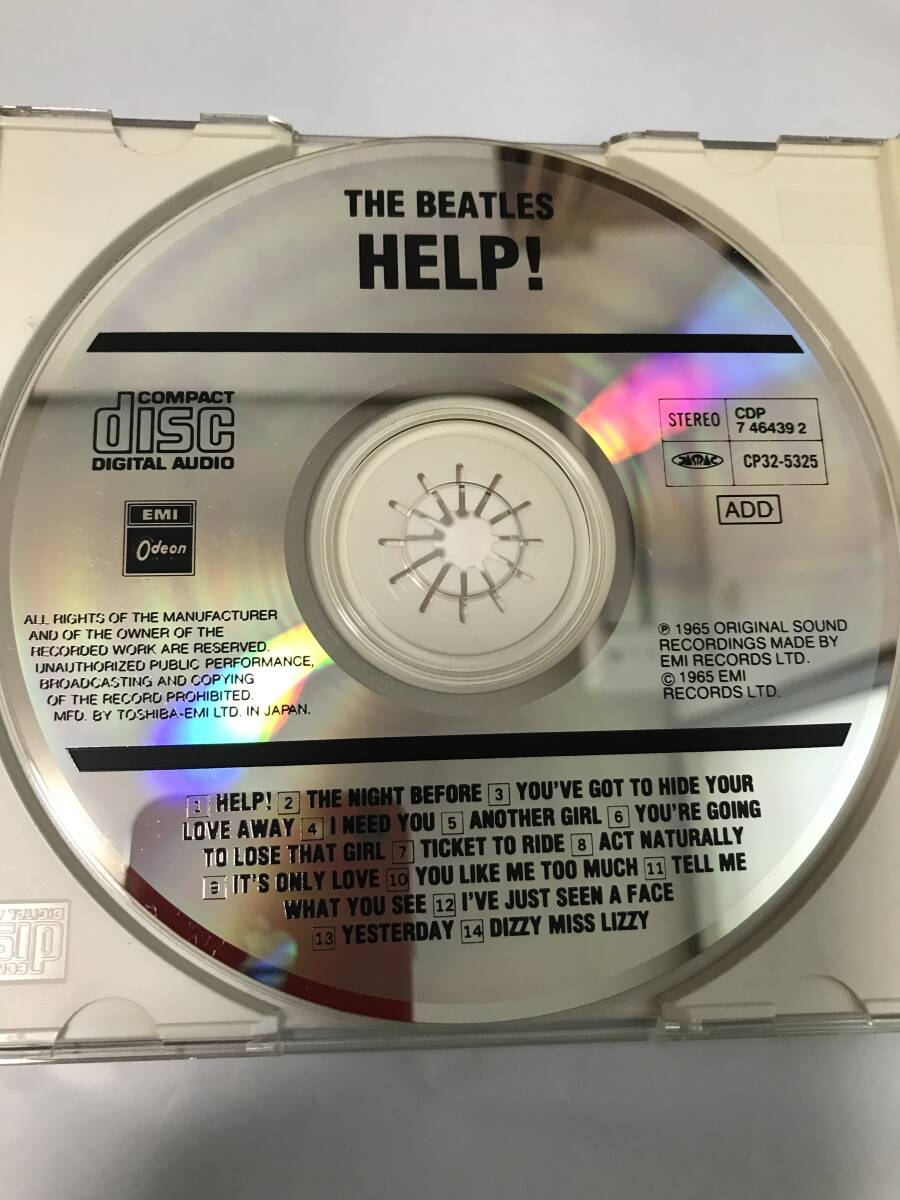 THE BEATLES
HELP!
COMPACT
disc
DIGITAL AUDIO
STEREO
CDP
7 46439 2
JASRAC
CP32-5325
ADD
EMI
Odeon
ALL RIGHTS OF THE MANUFACTURER
AND OF THE OWNER OF THE
RECORDED WORK ARE RESERVED.
UNAUTHORIZED PUBLIC PERFORMANCE,
BROADCASTING AND COPYING
OF THE RECORD PROHIBITED.
MFD. BY TOSHIBA-EMI LTD. IN JAPAN.
℗ 1965 ORIGINAL SOUND
RECORDINGS MADE BY
EMI RECORDS LTD.
© 1965 EMI
RECORDS LTD.
1 HELP! 2 THE NIGHT BEFORE 3 YOU'VE GOT TO HIDE YOUR
LOVE AWAY 4 I NEED YOU 5 ANOTHER GIRL 6 YOU'RE GOING
TO LOSE THAT GIRL 7 TICKET TO RIDE 8 ACT NATURALLY
9 IT'S ONLY LOVE 10 YOU LIKE ME TOO MUCH 11 TELL ME
WHAT YOU SEE 12 I'VE JUST SEEN A FACE
13 YESTERDAY 14 DIZZY MISS LIZZY